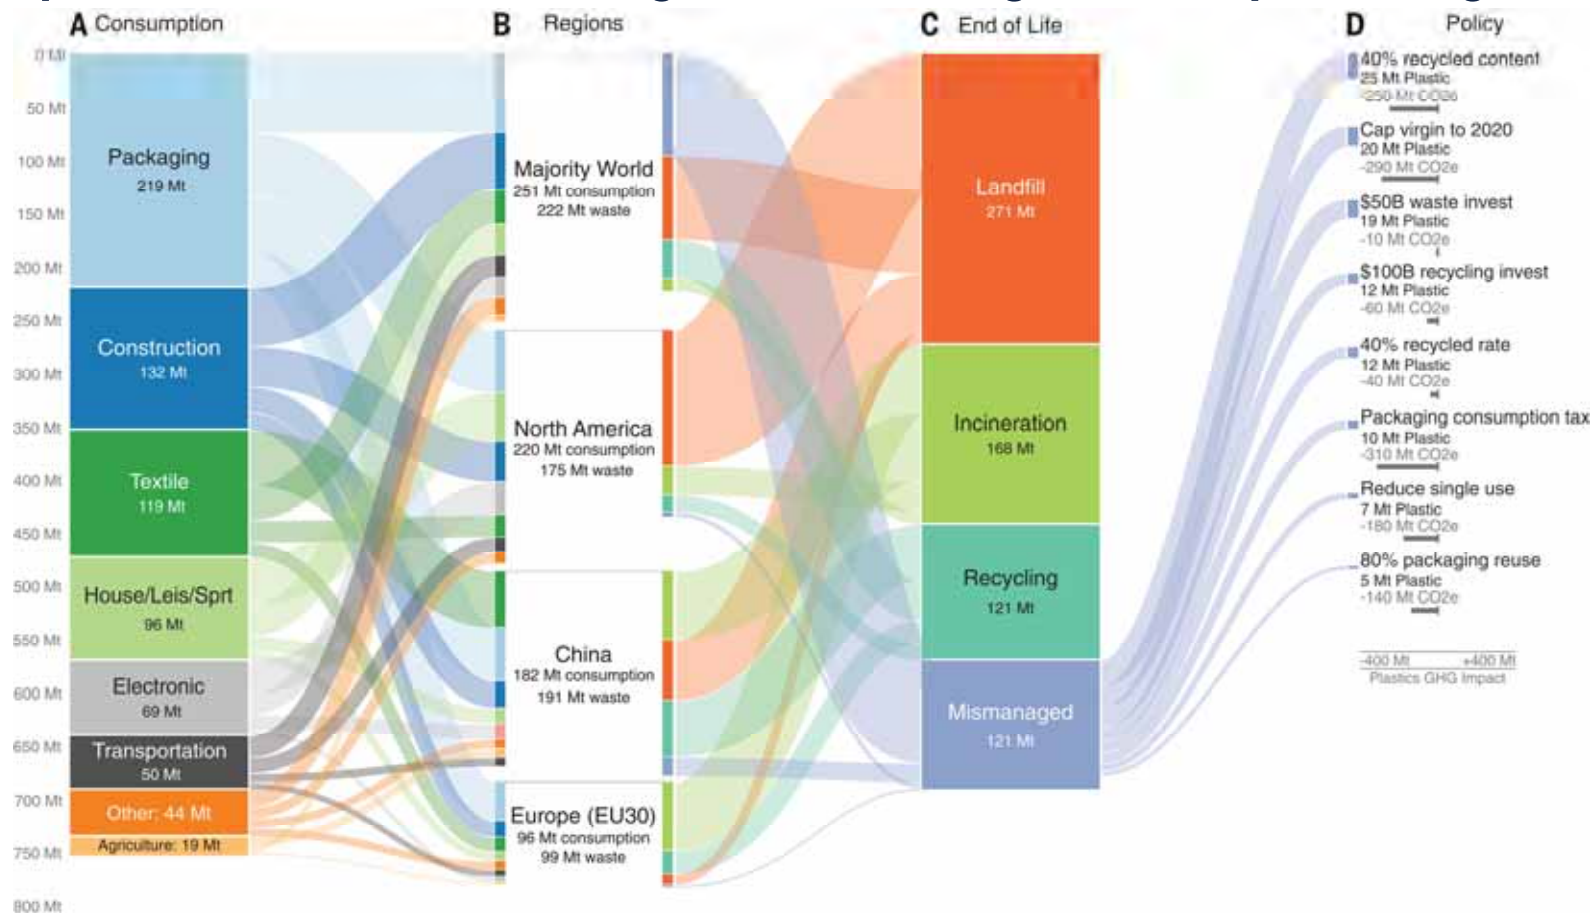 A Consumption
B Regions
C End of Life
D Policy
0 Mt
50 Mt
100 Mt
150 Mt
200 Mt
250 Mt
300 Mt
350 Mt
400 Mt
450 Mt
500 Mt
550 Mt
600 Mt
650 Mt
700 Mt
750 Mt
800 Mt
Packaging
219 Mt
Construction
132 Mt
Textile
119 Mt
House/Leis/Sprt
96 Mt
Electronic
69 Mt
Transportation
50 Mt
Other: 44 Mt
Agriculture: 19 Mt
Majority World
251 Mt consumption
222 Mt waste
North America
220 Mt consumption
175 Mt waste
China
182 Mt consumption
191 Mt waste
Europe (EU30)
96 Mt consumption
99 Mt waste
Landfill
271 Mt
Incineration
168 Mt
Recycling
121 Mt
Mismanaged
121 Mt
40% recycled content
25 Mt Plastic
-250 Mt CO2e
Cap virgin to 2020
20 Mt Plastic
-290 Mt CO2e
$50B waste invest
19 Mt Plastic
-10 Mt CO2e
$100B recycling invest
12 Mt Plastic
-60 Mt CO2e
40% recycled rate
12 Mt Plastic
-40 Mt CO2e
Packaging consumption tax
10 Mt Plastic
-310 Mt CO2e
Reduce single use
7 Mt Plastic
-180 Mt CO2e
80% packaging reuse
5 Mt Plastic
-140 Mt CO2e
-400 Mt +400 Mt
Plastics GHG Impact